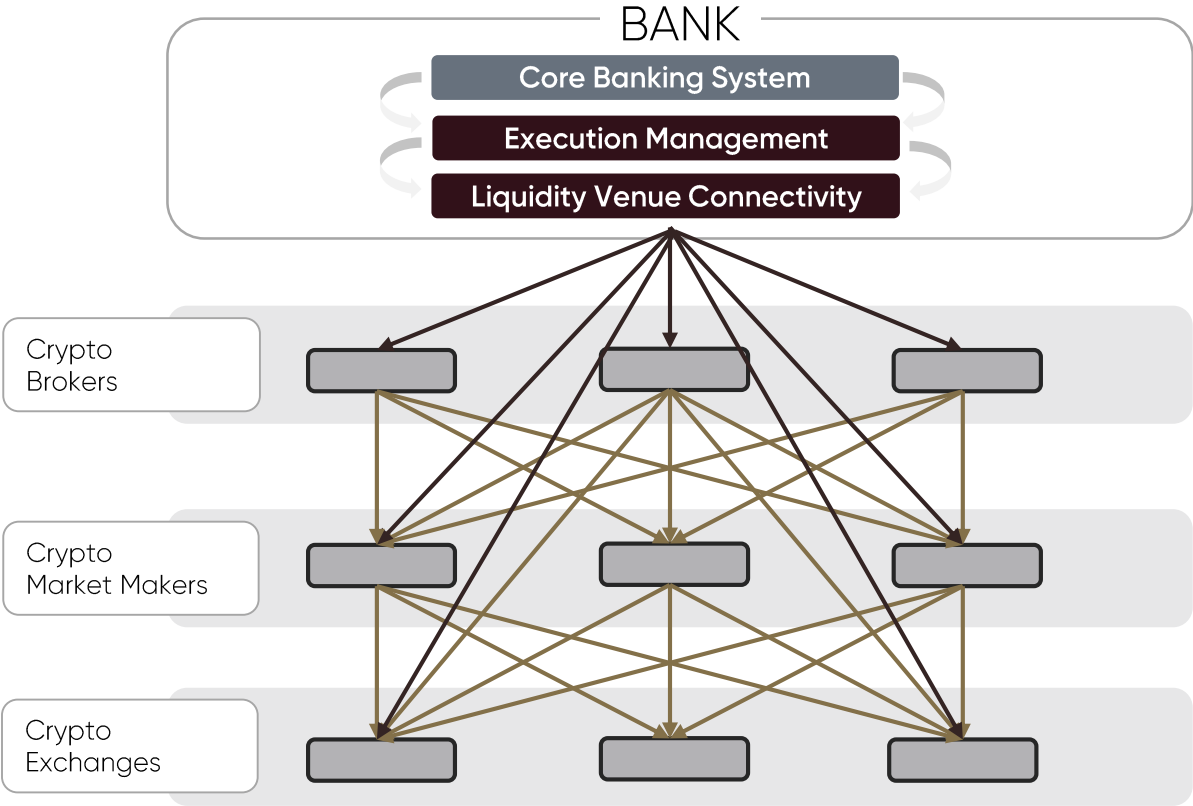 BANK
Core Banking System
Execution Management
Liquidity Venue Connectivity
Crypto
Brokers
Crypto
Market Makers
Crypto
Exchanges